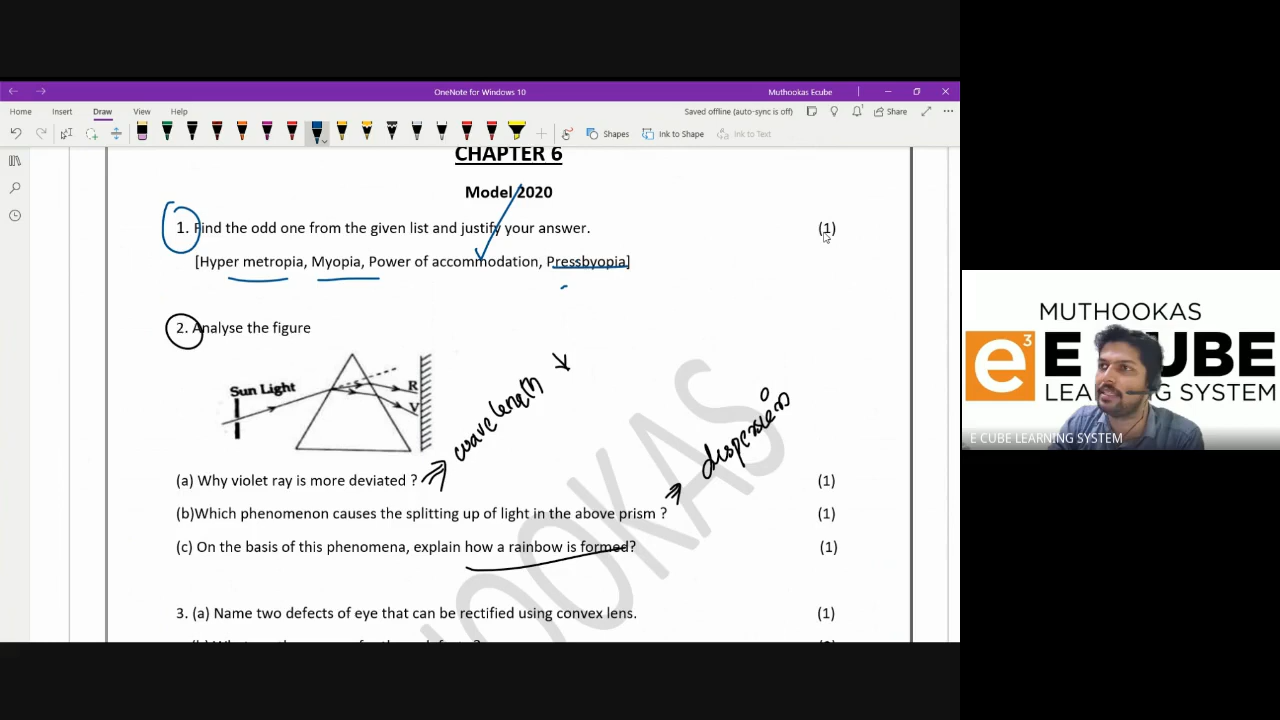 OneNote for Windows 10
Muthookas Ecube
Home Insert Draw View Help
Saved offline (auto-sync is off)
Share
Shapes
Ink to Shape
Ink to Text
CHAPTER 6
Model 2020
1. Find the odd one from the given list and justify your answer. (1)
[Hyper metropia, Myopia, Power of accommodation, Pressbyopia]
2. Analyse the figure
Sun Light
R
V
wavelength
dispersion
(a) Why violet ray is more deviated ? (1)
(b)Which phenomenon causes the splitting up of light in the above prism ? (1)
(c) On the basis of this phenomena, explain how a rainbow is formed? (1)
3. (a) Name two defects of eye that can be rectified using convex lens. (1)
MUTHOOKAS
e3 E CUBE
LEARNING SYSTEM
E CUBE LEARNING SYSTEM